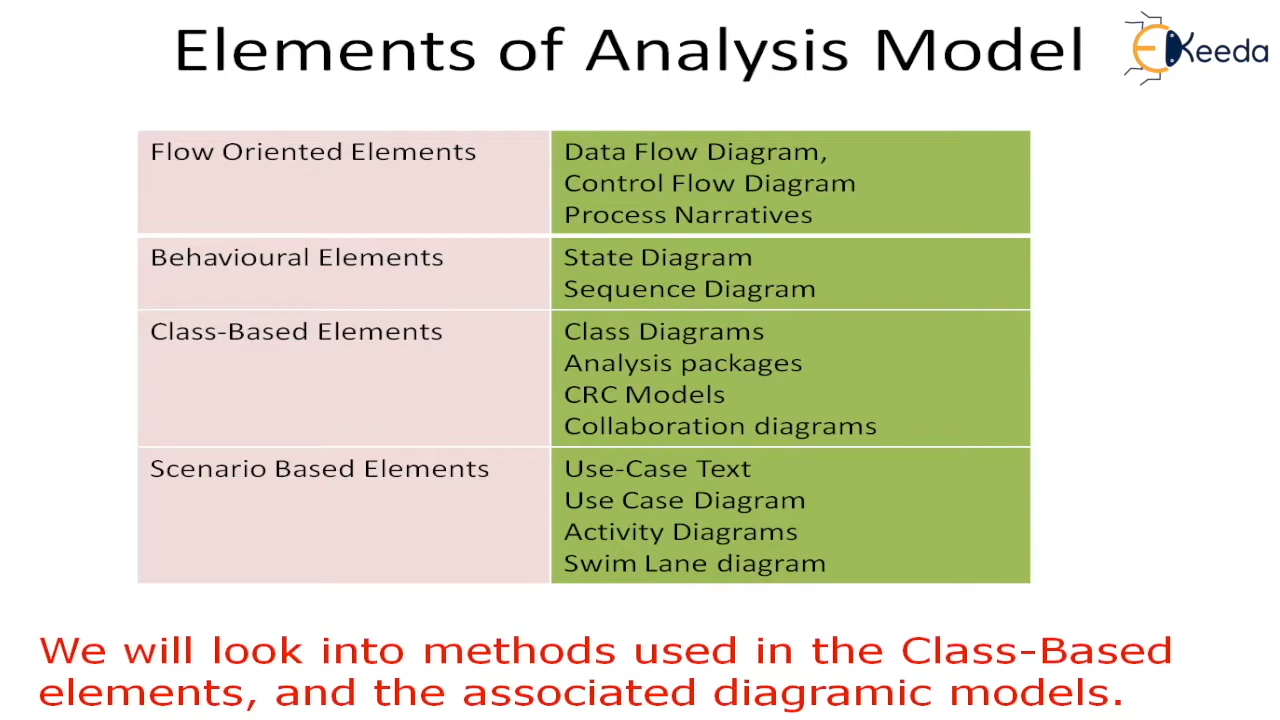 Elements of Analysis Model
EKeeda
Flow Oriented Elements
Data Flow Diagram,
Control Flow Diagram
Process Narratives
Behavioural Elements
State Diagram
Sequence Diagram
Class-Based Elements
Class Diagrams
Analysis packages
CRC Models
Collaboration diagrams
Scenario Based Elements
Use-Case Text
Use Case Diagram
Activity Diagrams
Swim Lane diagram
We will look into methods used in the Class-Based
elements, and the associated diagramic models.